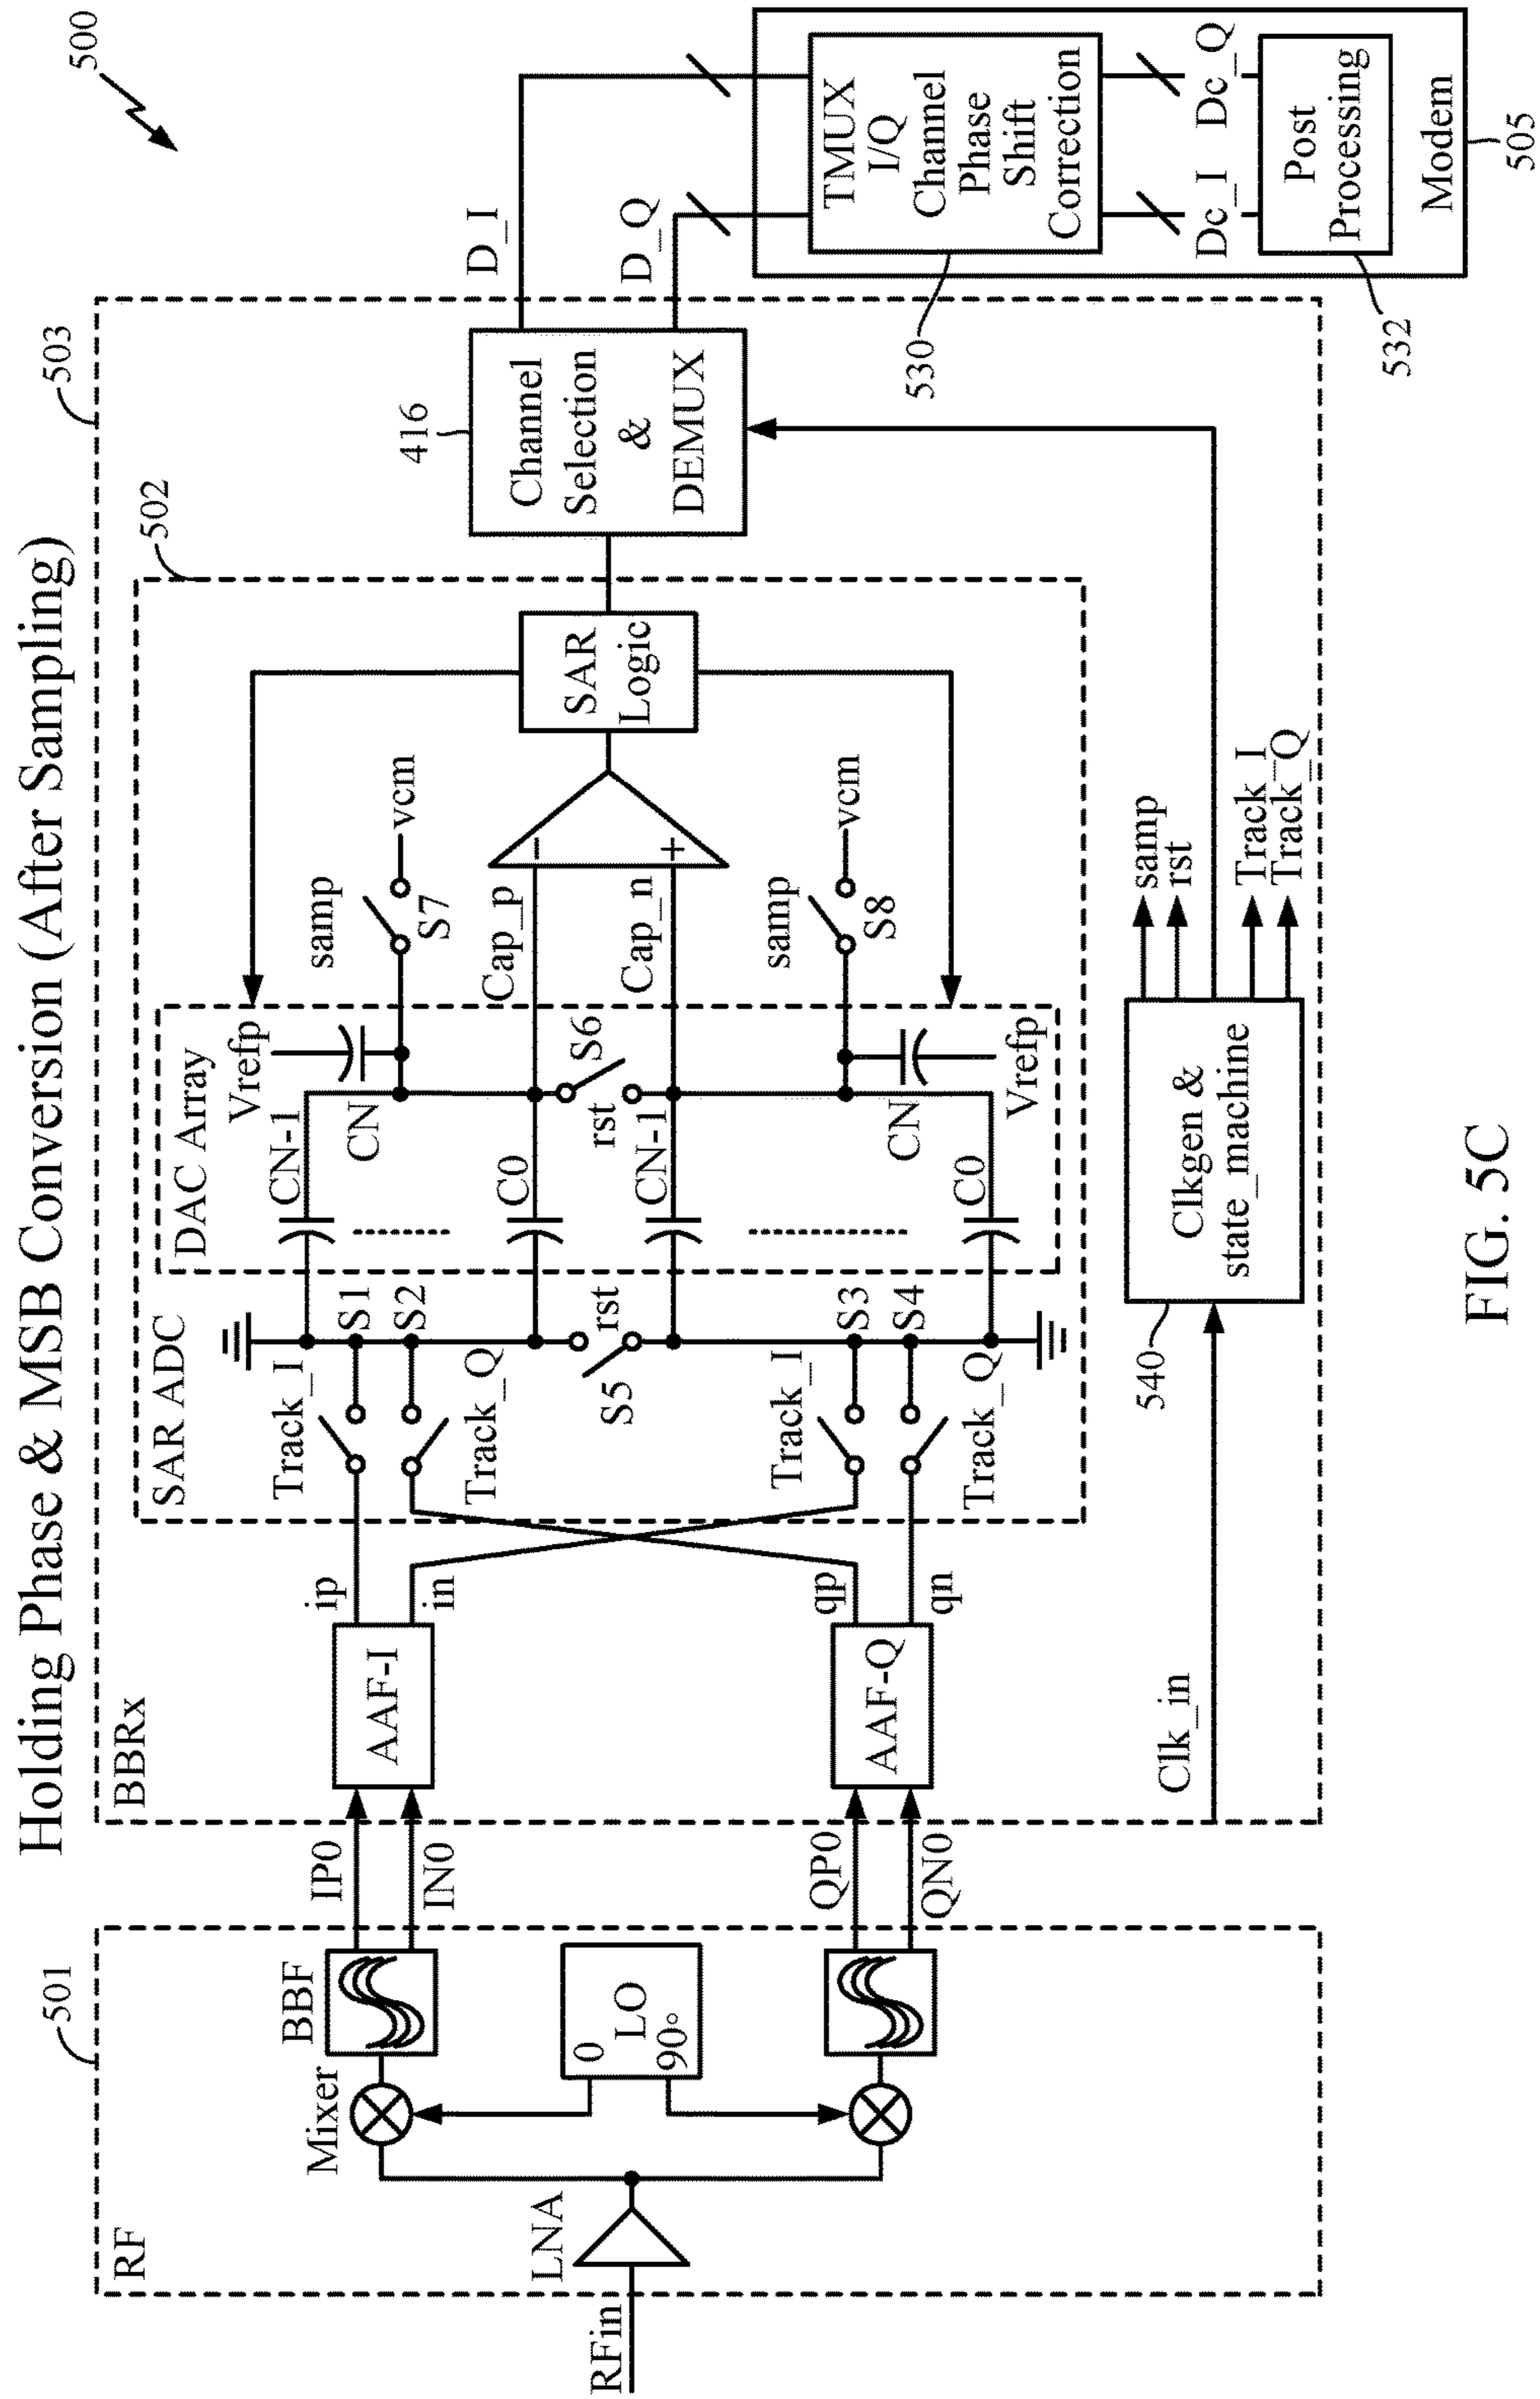 Holding Phase & MSB Conversion (After Sampling)
500
501
RF
RFin
LNA
Mixer
BBF
LO
0
90°
IP0
IN0
QP0
QN0
503
BBRx
AAF-I
AAF-Q
ip
in
qp
qn
Clk_in
502
SAR ADC
Track_I
S1
S2
Track_Q
S5
rst
Track_I
S3
S4
Track_Q
DAC Array
Vrefp
CN-1
CN
C0
rst
S6
CN-1
CN
C0
Vrefp
samp
vcm
S7
Cap_p
Cap_n
samp
vcm
S8
−
+
SAR
Logic
416
Channel
Selection
&
DEMUX
D_I
D_Q
540
Clkgen &
state_machine
samp
rst
Track_I
Track_Q
530
TMUX
I/Q
Channel
Phase
Shift
Correction
Dc_I
Dc_Q
Post
Processing
532
Modem
505
FIG. 5C